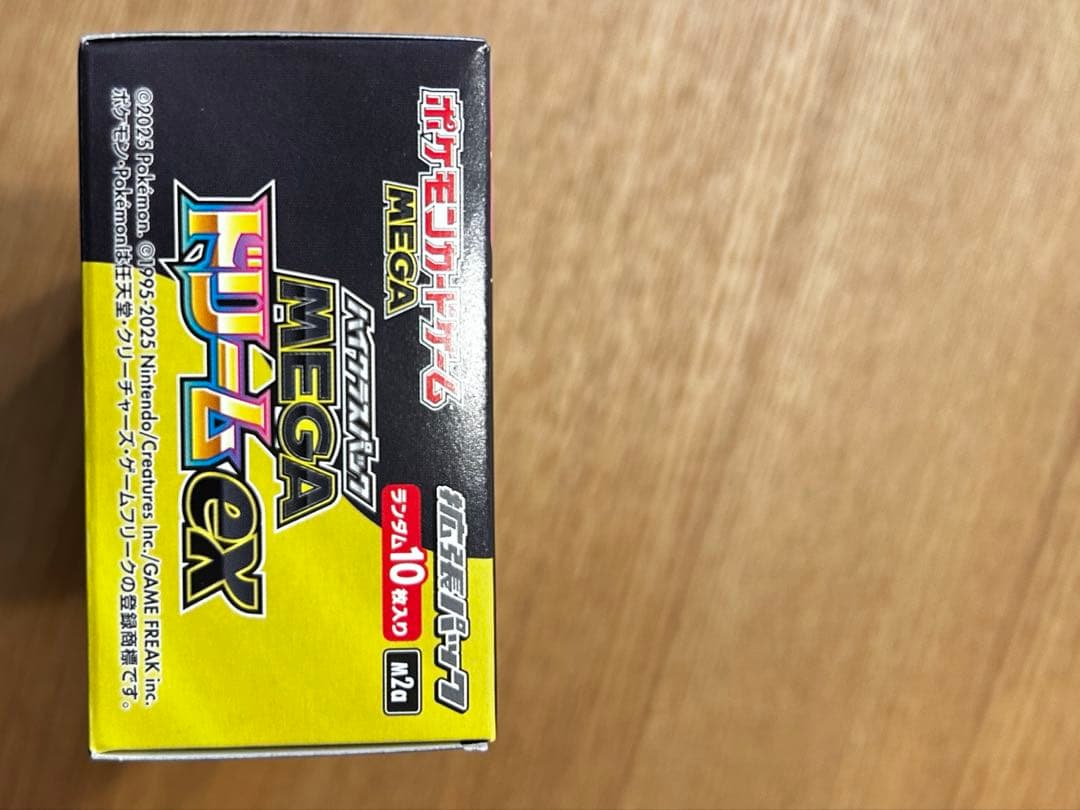 ポケモンカードゲーム
MEGA
拡張パック
ランダム10枚入り
M2a
ハイクラスパック
MEGA
ドリームex
©2025 Pokémon. ©1995-2025 Nintendo/Creatures Inc./GAME FREAK inc.
ポケモン・Pokémonは任天堂・クリーチャーズ・ゲームフリークの登録商標です。